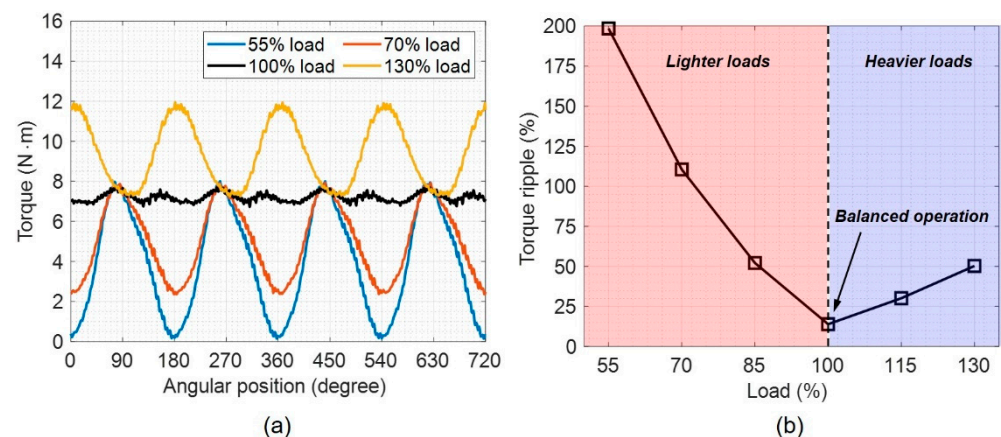 16
14
12
10
8
6
4
2
0
Torque (N·m)
55% load
70% load
100% load
130% load
0 90 180 270 360 450 540 630 720
Angular position (degree)
(a)
200
175
150
125
100
75
50
25
0
Torque ripple (%)
Lighter loads
Heavier loads
Balanced operation
55 70 85 100 115 130
Load (%)
(b)